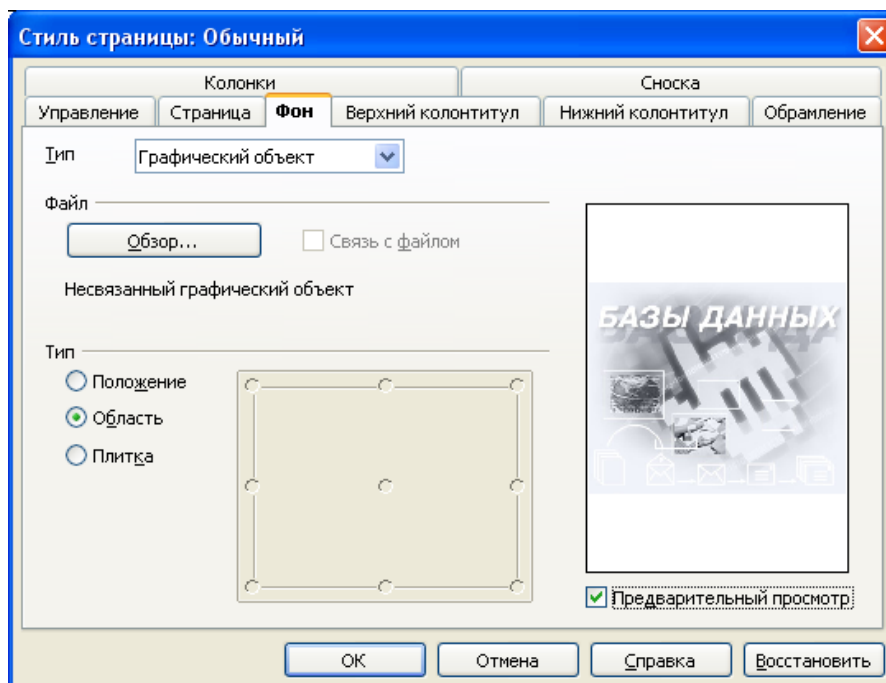 Стиль страницы: Обычный
Колонки
Сноска
Управление
Страница
Фон
Верхний колонтитул
Нижний колонтитул
Обрамление
Тип
Графический объект
Файл
Обзор...
Связь с файлом
Несвязанный графический объект
БАЗЫ ДАННЫХ
Тип
Положение
Область
Плитка
Предварительный просмотр
ОК
Отмена
Справка
Восстановить